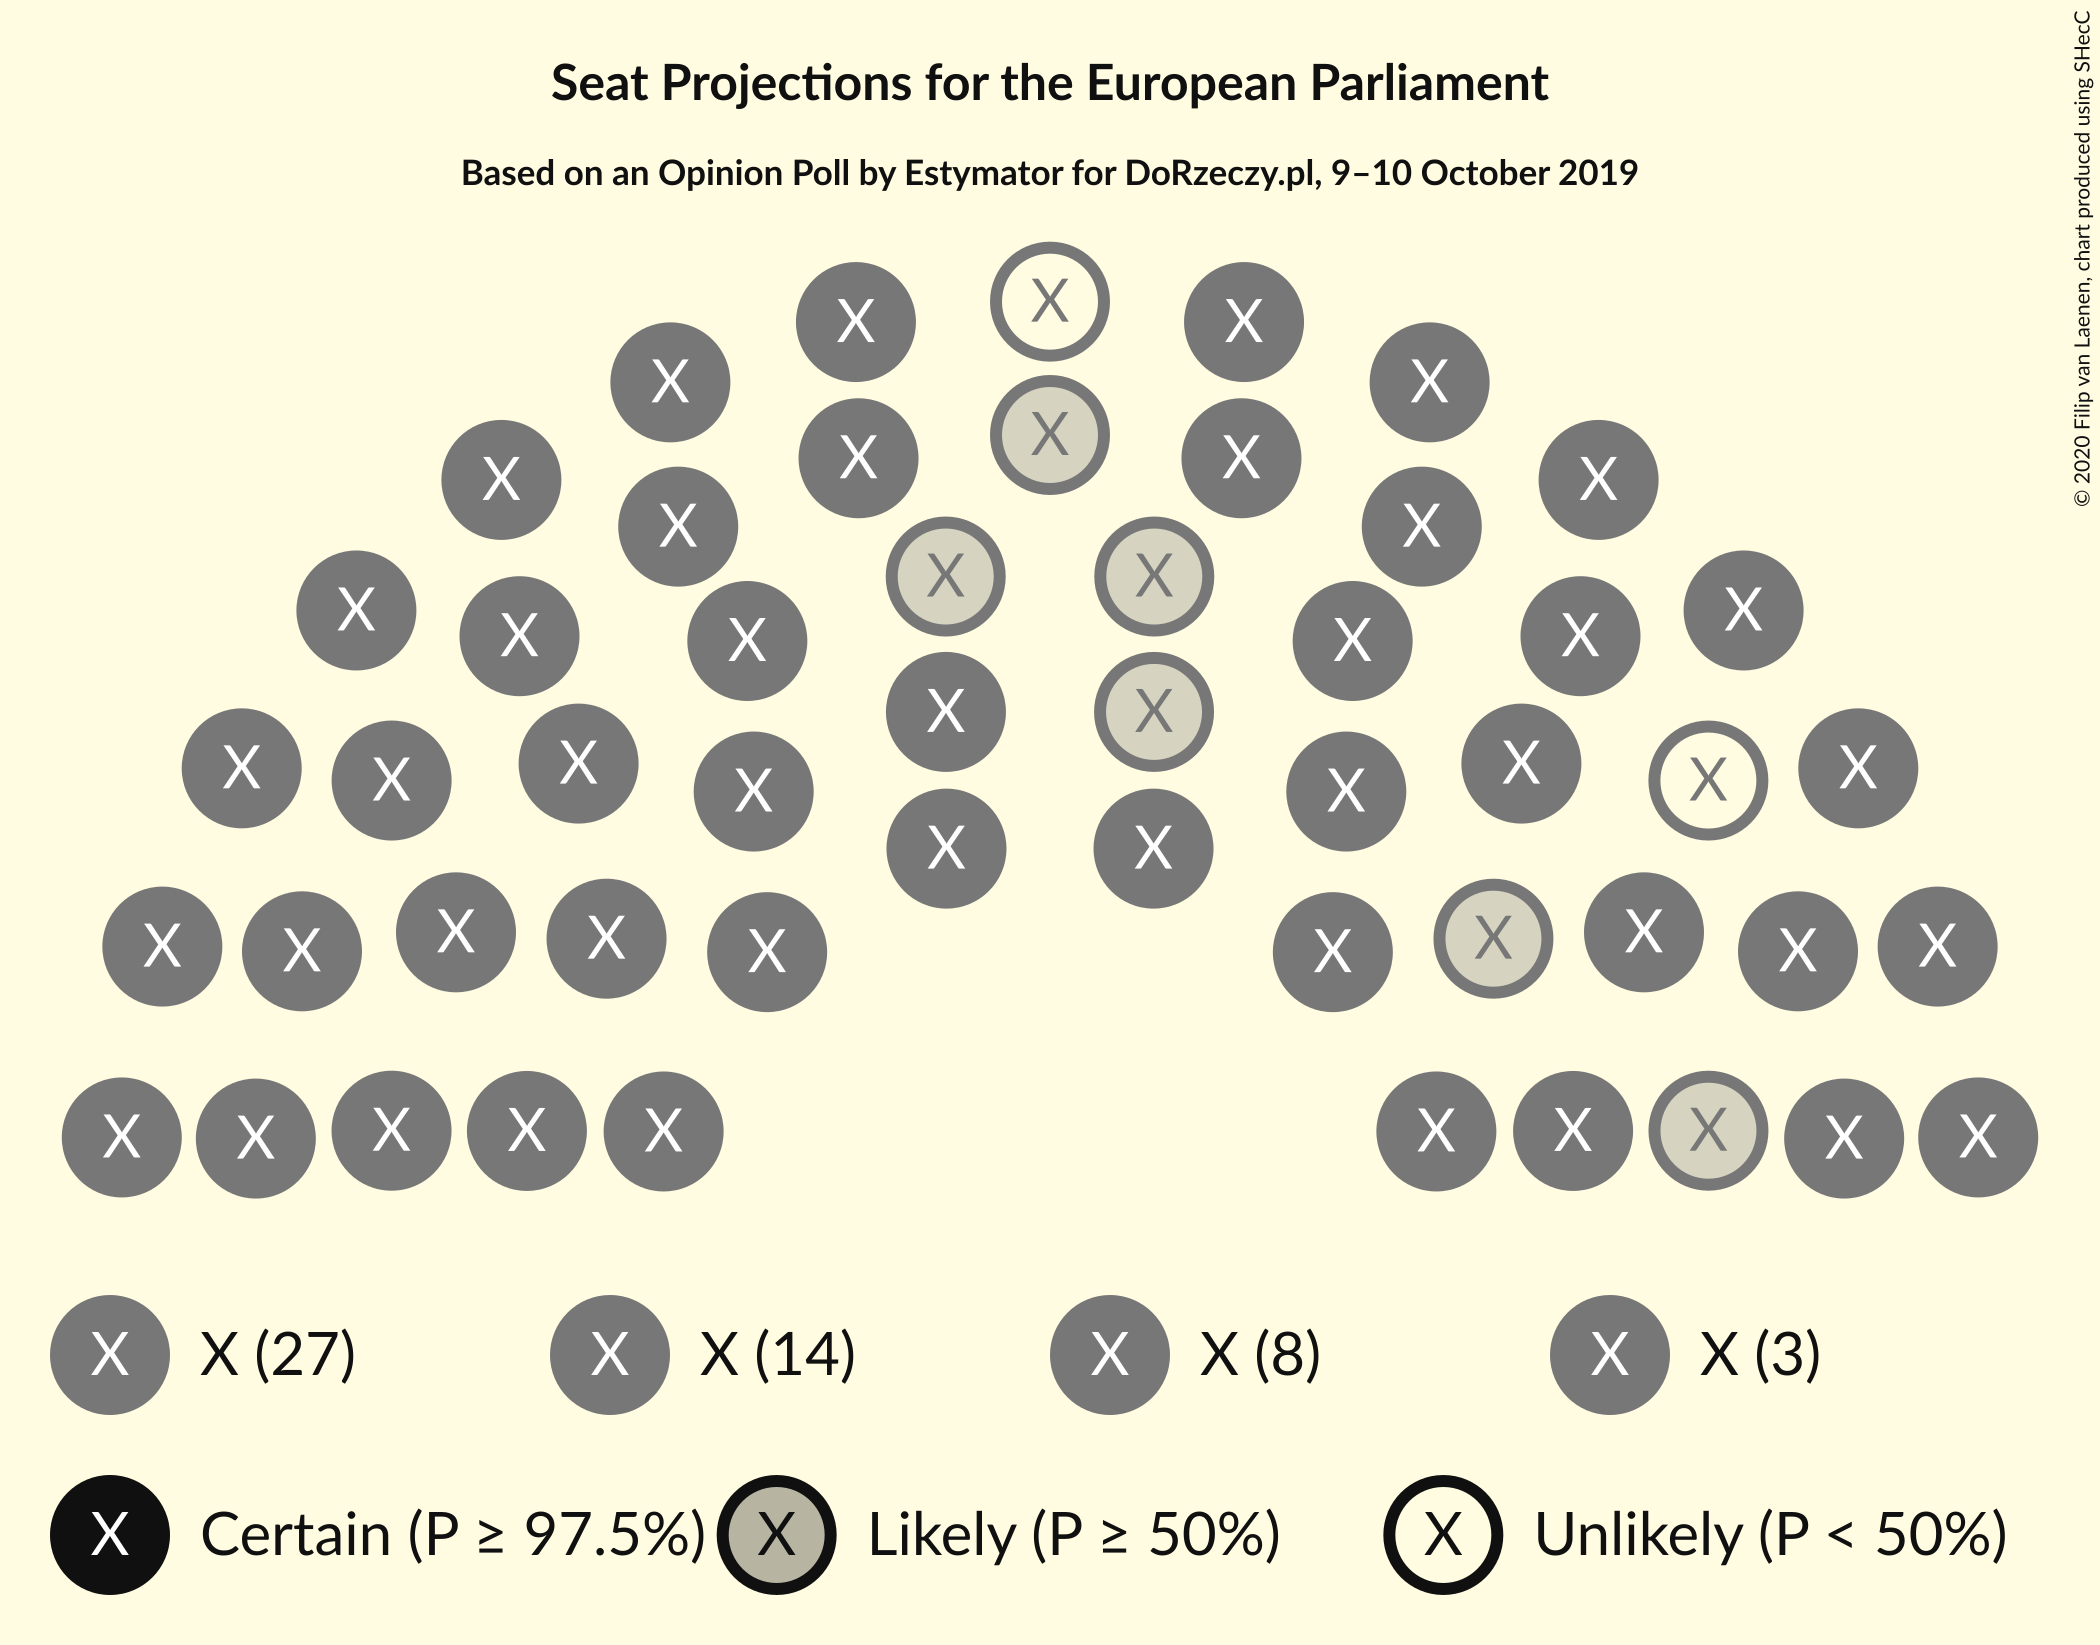 Seat Projections for the European Parliament
Based on an Opinion Poll by Estymator for DoRzeczy.pl, 9–10 October 2019
© 2020 Filip van Laenen, chart produced using SHecC
X
X X
X X
X
X X
X X
X X
X X
X X
X X X X
X X
X X
X X
X X
X X
X X
X X
X X
X X
X X
X X
X X
X X
X X X X X X X X X X
X X (27) X X (14) X X (8) X X (3)
X Certain (P ≥ 97.5%) X Likely (P ≥ 50%) X Unlikely (P < 50%)